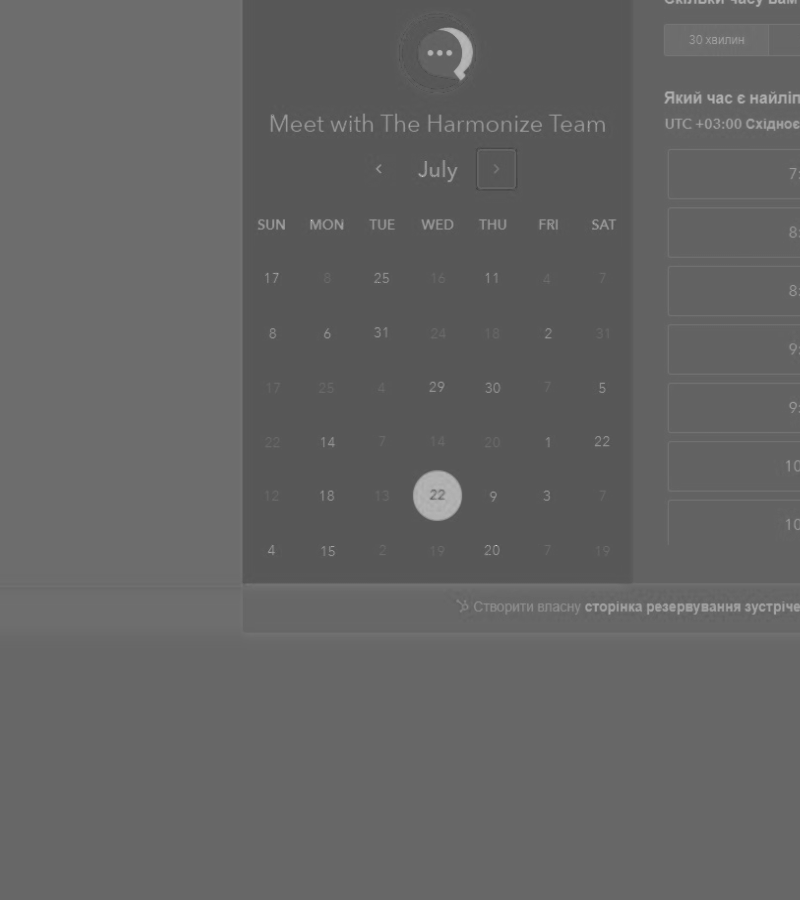 Скільки часу вам
30 хвилин
Який час є найліп
UTC +03:00 Східноє
7:
8:
8:
9:
9:
10
10
Meet with The Harmonize Team
July
SUN MON TUE WED THU FRI SAT
17 8 25 16 11 4 7
8 6 31 24 18 2 31
17 25 4 29 30 7 5
22 14 7 14 20 1 22
12 18 13 22 9 3 7
4 15 2 19 20 7 19
Створити власну сторінка резервування зустріче